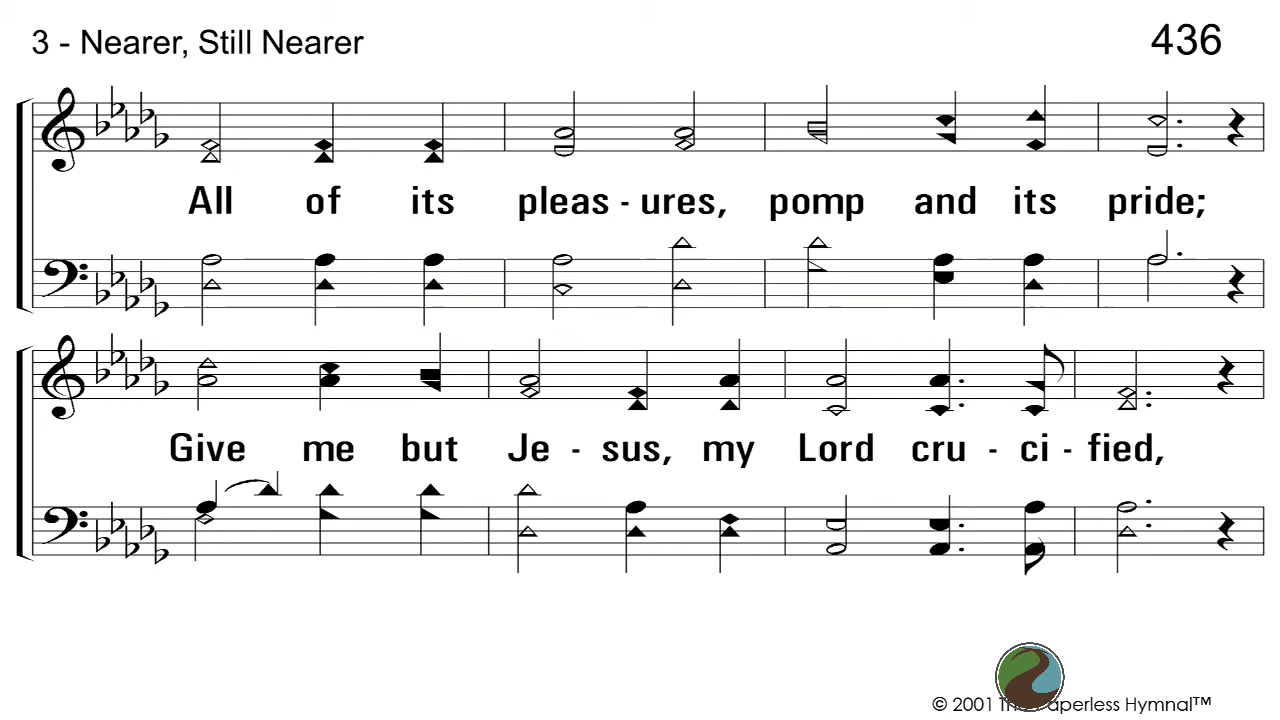 3 - Nearer, Still Nearer
436
All of its pleas - ures, pomp and its pride;
Give me but Je - sus, my Lord cru - ci - fied,
© 2001 The Paperless Hymnal™